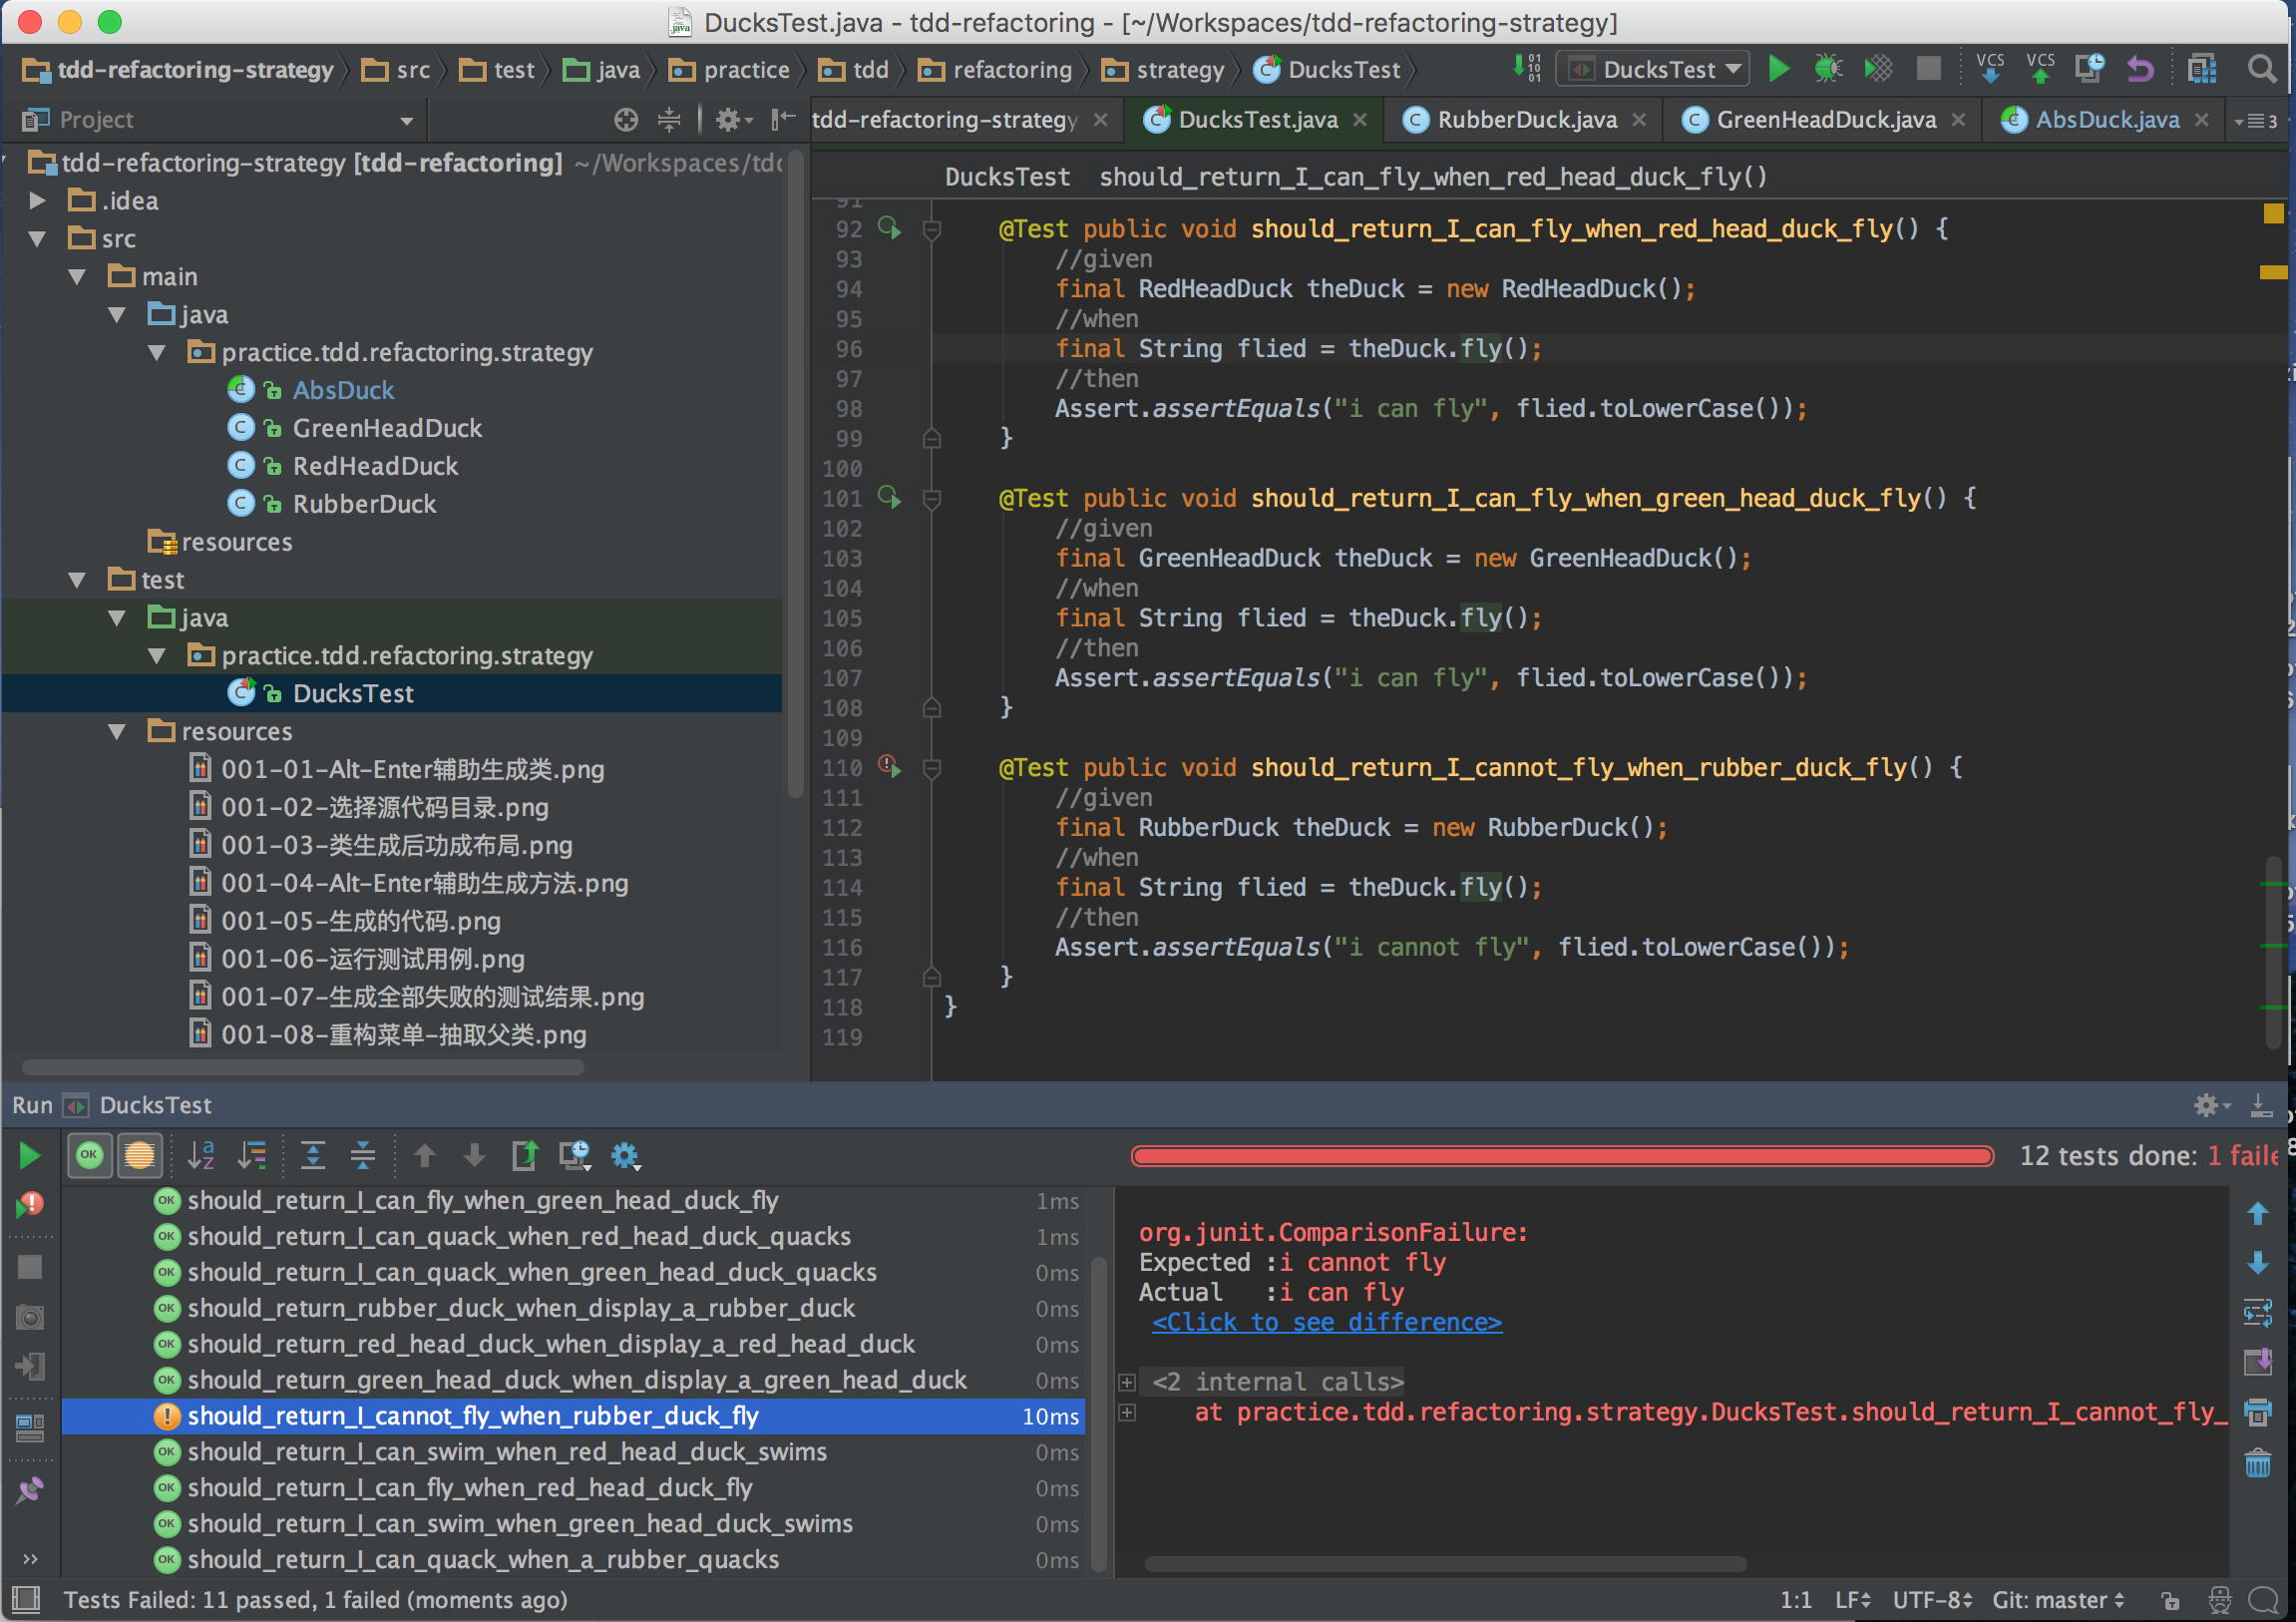 DucksTest.java - tdd-refactoring - [~/Workspaces/tdd-refactoring-strategy]
tdd-refactoring-strategy src test java practice tdd refactoring strategy DucksTest
DucksTest VCS VCS
Project
tdd-refactoring-strategy DucksTest.java RubberDuck.java GreenHeadDuck.java AbsDuck.java 3
tdd-refactoring-strategy [tdd-refactoring] ~/Workspaces/tdd
.idea
src
main
java
practice.tdd.refactoring.strategy
AbsDuck
GreenHeadDuck
RedHeadDuck
RubberDuck
resources
test
java
practice.tdd.refactoring.strategy
DucksTest
resources
001-01-Alt-Enter辅助生成类.png
001-02-选择源代码目录.png
001-03-类生成后功成布局.png
001-04-Alt-Enter辅助生成方法.png
001-05-生成的代码.png
001-06-运行测试用例.png
001-07-生成全部失败的测试结果.png
001-08-重构菜单-抽取父类.png
DucksTest should_return_I_can_fly_when_red_head_duck_fly()
91
92 @Test public void should_return_I_can_fly_when_red_head_duck_fly() {
93 //given
94 final RedHeadDuck theDuck = new RedHeadDuck();
95 //when
96 final String flied = theDuck.fly();
97 //then
98 Assert.assertEquals("i can fly", flied.toLowerCase());
99 }
100
101 @Test public void should_return_I_can_fly_when_green_head_duck_fly() {
102 //given
103 final GreenHeadDuck theDuck = new GreenHeadDuck();
104 //when
105 final String flied = theDuck.fly();
106 //then
107 Assert.assertEquals("i can fly", flied.toLowerCase());
108 }
109
110 @Test public void should_return_I_cannot_fly_when_rubber_duck_fly() {
111 //given
112 final RubberDuck theDuck = new RubberDuck();
113 //when
114 final String flied = theDuck.fly();
115 //then
116 Assert.assertEquals("i cannot fly", flied.toLowerCase());
117 }
118 }
119
Run DucksTest
12 tests done: 1 faile
should_return_I_can_fly_when_green_head_duck_fly 1ms
should_return_I_can_quack_when_red_head_duck_quacks 1ms
should_return_I_can_quack_when_green_head_duck_quacks 0ms
should_return_rubber_duck_when_display_a_rubber_duck 0ms
should_return_red_head_duck_when_display_a_red_head_duck 0ms
should_return_green_head_duck_when_display_a_green_head_duck 0ms
should_return_I_cannot_fly_when_rubber_duck_fly 10ms
should_return_I_can_swim_when_red_head_duck_swims 0ms
should_return_I_can_fly_when_red_head_duck_fly 0ms
should_return_I_can_swim_when_green_head_duck_swims 0ms
should_return_I_can_quack_when_a_rubber_quacks 0ms
org.junit.ComparisonFailure:
Expected :i cannot fly
Actual :i can fly
<Click to see difference>
<2 internal calls>
at practice.tdd.refactoring.strategy.DucksTest.should_return_I_cannot_fly_
Tests Failed: 11 passed, 1 failed (moments ago)
1:1 LF UTF-8 Git: master